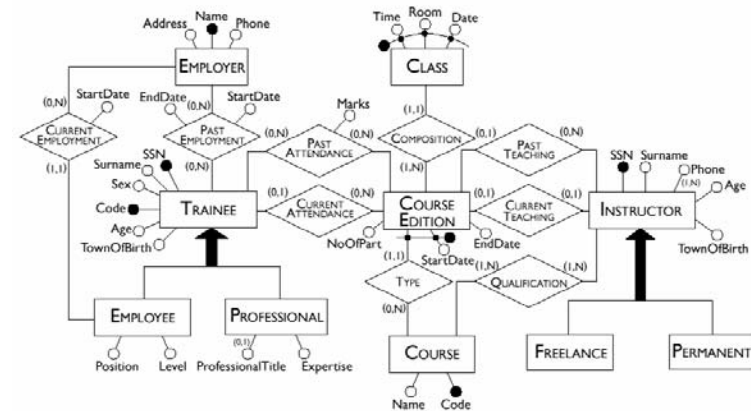 Name
Address
Phone
EMPLOYER
Time
Room
Date
CLASS
StartDate
(0,N)
(0,N)
EndDate
StartDate
CURRENT
EMPLOYMENT
(1,1)
PAST
EMPLOYMENT
(0,N)
Marks
(0,N)
PAST
ATTENDANCE
(0,N)
(1,1)
COMPOSITION
(1,N)
(0,1)
PAST
TEACHING
(0,N)
SSN
Surname
Sex
Code
Age
TownOfBirth
TRAINEE
(0,1)
CURRENT
ATTENDANCE
(0,N)
COURSE
EDITION
NoOfPart
StartDate
EndDate
(0,1)
CURRENT
TEACHING
(0,1)
SSN
Surname
Phone
(1,N)
Age
INSTRUCTOR
TownOfBirth
(1,1)
TYPE
(0,N)
(1,N)
QUALIFICATION
(1,N)
EMPLOYEE
PROFESSIONAL
Position
Level
(0,1)
ProfessionalTitle
Expertise
COURSE
Name
Code
FREELANCE
PERMANENT